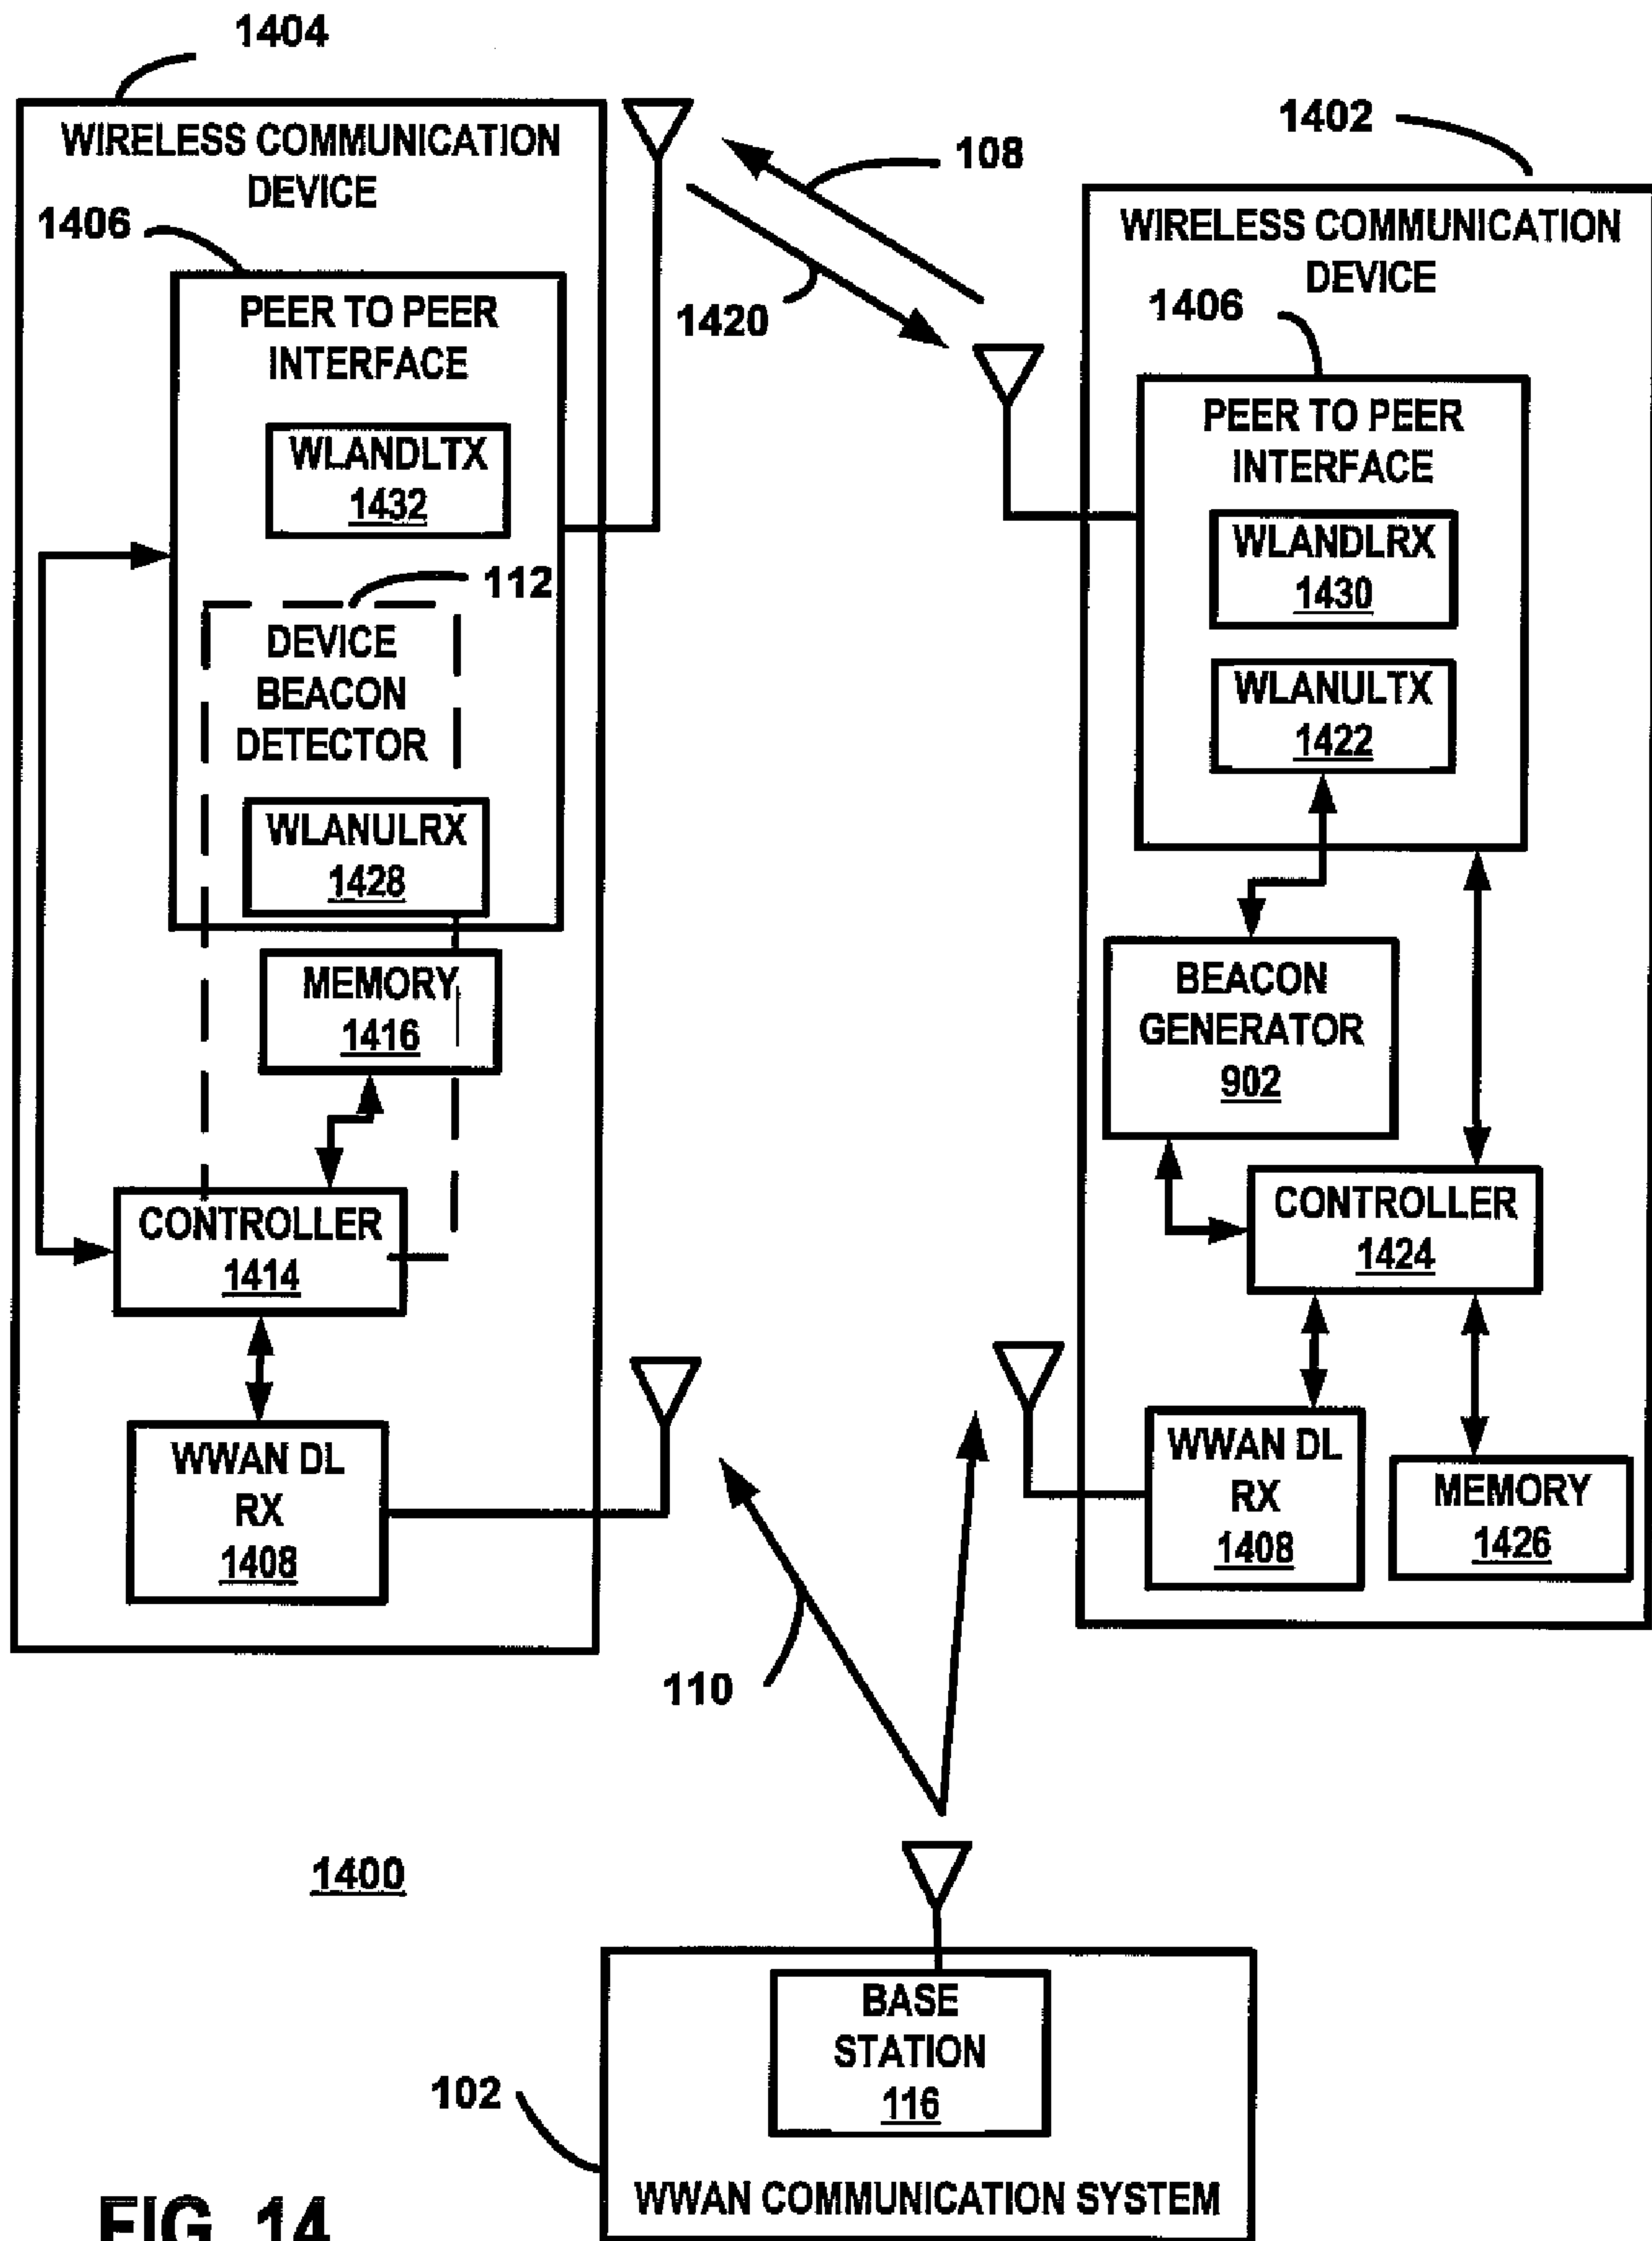 1404
WIRELESS COMMUNICATION
DEVICE
1406
PEER TO PEER
INTERFACE
WLANDLTX
1432
112
DEVICE
BEACON
DETECTOR
WLANULRX
1428
MEMORY
1416
CONTROLLER
1414
WWAN DL
RX
1408
108
1420
1402
WIRELESS COMMUNICATION
DEVICE
1406
PEER TO PEER
INTERFACE
WLANDLRX
1430
WLANULTX
1422
BEACON
GENERATOR
902
CONTROLLER
1424
WWAN DL
RX
1408
MEMORY
1426
110
1400
BASE
STATION
116
102
WWAN COMMUNICATION SYSTEM
FIG. 14